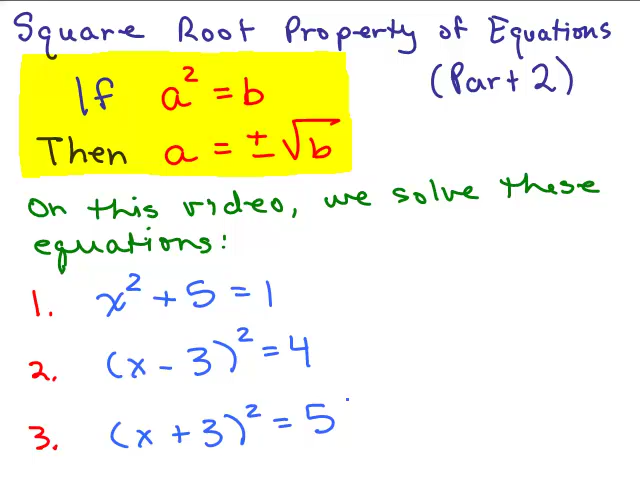 Square Root Property of Equations
(Part 2)
If a² = b
Then a = ±√b
On this video, we solve these
equations:
1. x² + 5 = 1
2. (x - 3)² = 4
3. (x + 3)² = 5